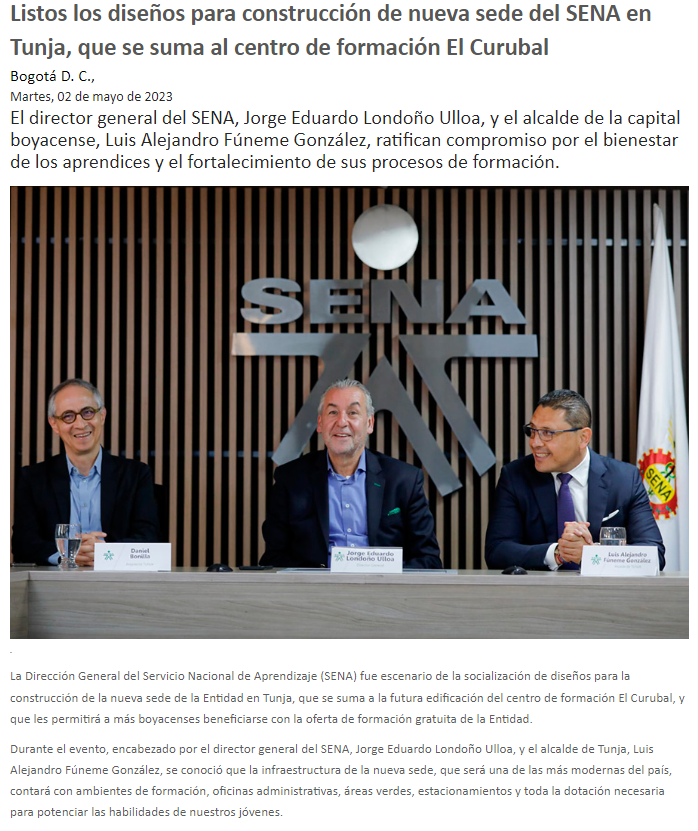 Listos los diseños para construcción de nueva sede del SENA en
Tunja, que se suma al centro de formación El Curubal
Bogotá D. C.,
Martes, 02 de mayo de 2023
El director general del SENA, Jorge Eduardo Londoño Ulloa, y el alcalde de la capital
boyacense, Luis Alejandro Fúneme González, ratifican compromiso por el bienestar
de los aprendices y el fortalecimiento de sus procesos de formación.
SENA
SENA
Daniel
Bonilla
Jorge Eduardo
Londoño Ulloa
Luis Alejandro
Fúneme González
.
La Dirección General del Servicio Nacional de Aprendizaje (SENA) fue escenario de la socialización de diseños para la
construcción de la nueva sede de la Entidad en Tunja, que se suma a la futura edificación del centro de formación El Curubal, y
que les permitirá a más boyacenses beneficiarse con la oferta de formación gratuita de la Entidad.
Durante el evento, encabezado por el director general del SENA, Jorge Eduardo Londoño Ulloa, y el alcalde de Tunja, Luis
Alejandro Fúneme González, se conoció que la infraestructura de la nueva sede, que será una de las más modernas del país,
contará con ambientes de formación, oficinas administrativas, áreas verdes, estacionamientos y toda la dotación necesaria
para potenciar las habilidades de nuestros jóvenes.